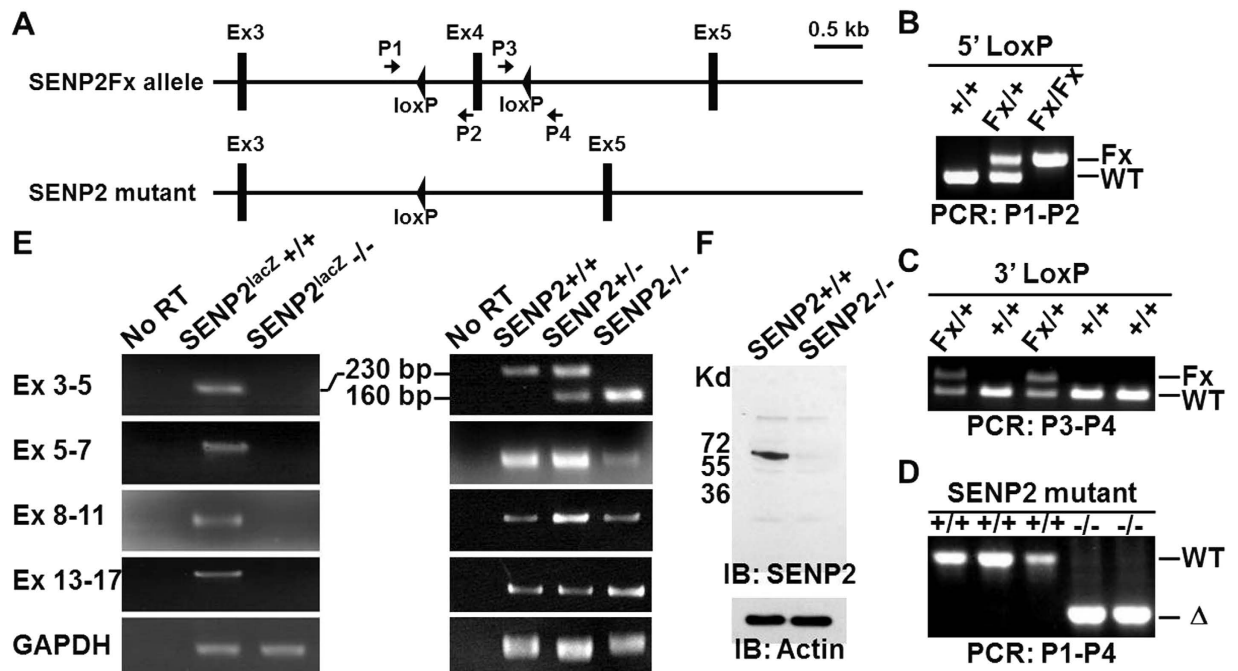 A
Ex3
P1
Ex4
P3
Ex5
0.5 kb
SENP2Fx allele
loxP
loxP
P2
P4
Ex3
Ex5
SENP2 mutant
loxP
B
5' LoxP
+/+
Fx/+
Fx/Fx
Fx
WT
PCR: P1-P2
C
3' LoxP
Fx/+
+/+
Fx/+
+/+
+/+
Fx
WT
PCR: P3-P4
D
SENP2 mutant
+/+ +/+ +/+ -/- -/-
WT
Δ
PCR: P1-P4
E
No RT
SENP2lacZ +/+
SENP2lacZ -/-
No RT
SENP2+/+
SENP2+/-
SENP2-/-
230 bp
160 bp
Ex 3-5
Ex 5-7
Ex 8-11
Ex 13-17
GAPDH
F
SENP2+/+
SENP2-/-
Kd
72
55
36
IB: SENP2
IB: Actin